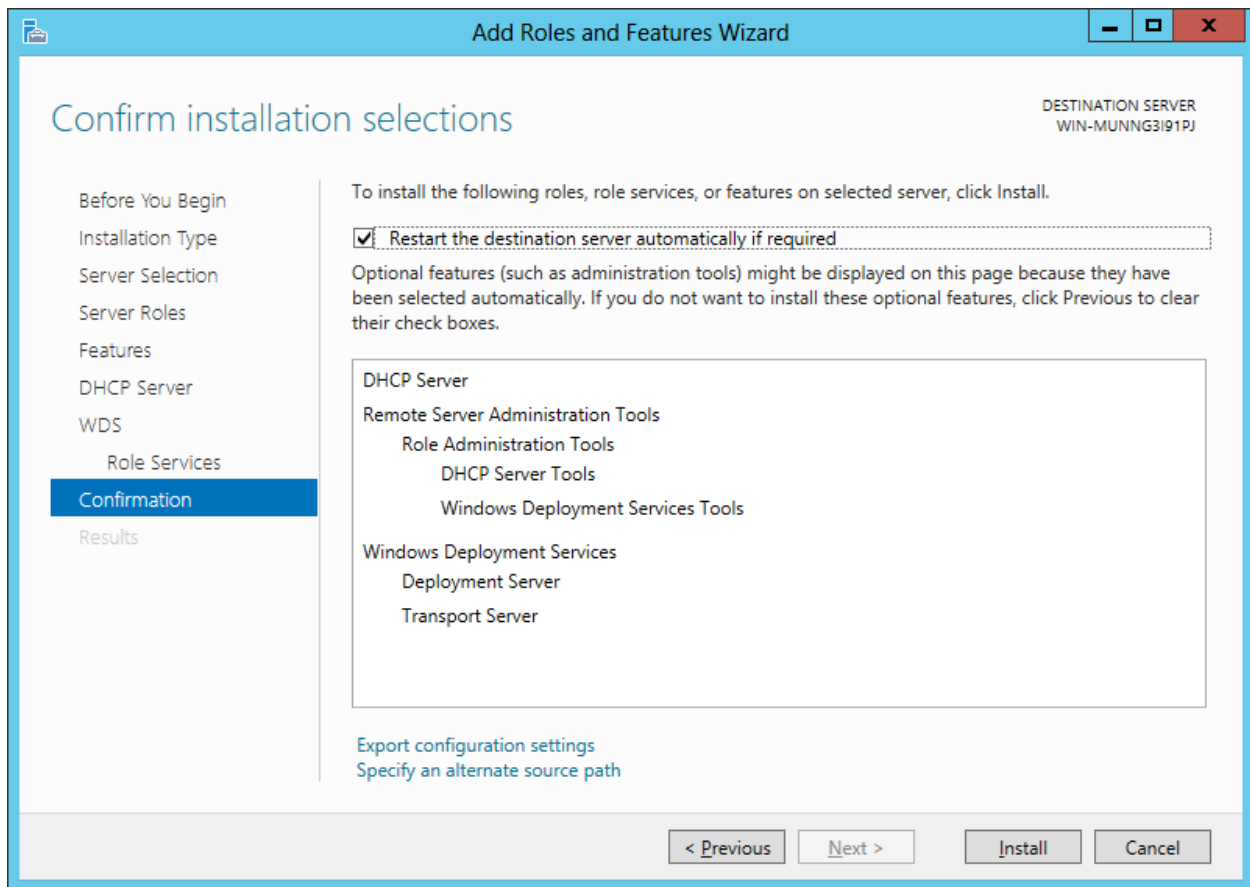 Add Roles and Features Wizard
Confirm installation selections
DESTINATION SERVER
WIN-MUNNG3I91PJ
Before You Begin
Installation Type
Server Selection
Server Roles
Features
DHCP Server
WDS
Role Services
Confirmation
Results
To install the following roles, role services, or features on selected server, click Install.
Restart the destination server automatically if required
Optional features (such as administration tools) might be displayed on this page because they have
been selected automatically. If you do not want to install these optional features, click Previous to clear
their check boxes.
DHCP Server
Remote Server Administration Tools
Role Administration Tools
DHCP Server Tools
Windows Deployment Services Tools
Windows Deployment Services
Deployment Server
Transport Server
Export configuration settings
Specify an alternate source path
< Previous
Next >
Install
Cancel